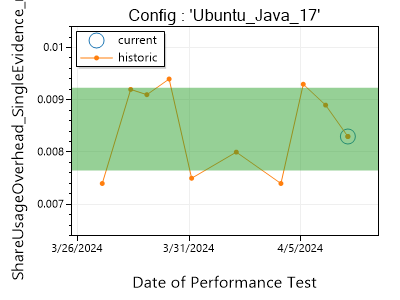 Config : 'Ubuntu_Java_17'
current
historic
0.01
0.009
0.008
0.007
3/26/2024
3/31/2024
4/5/2024
Date of Performance Test
ShareUsageOverhead_SingleEvidence_